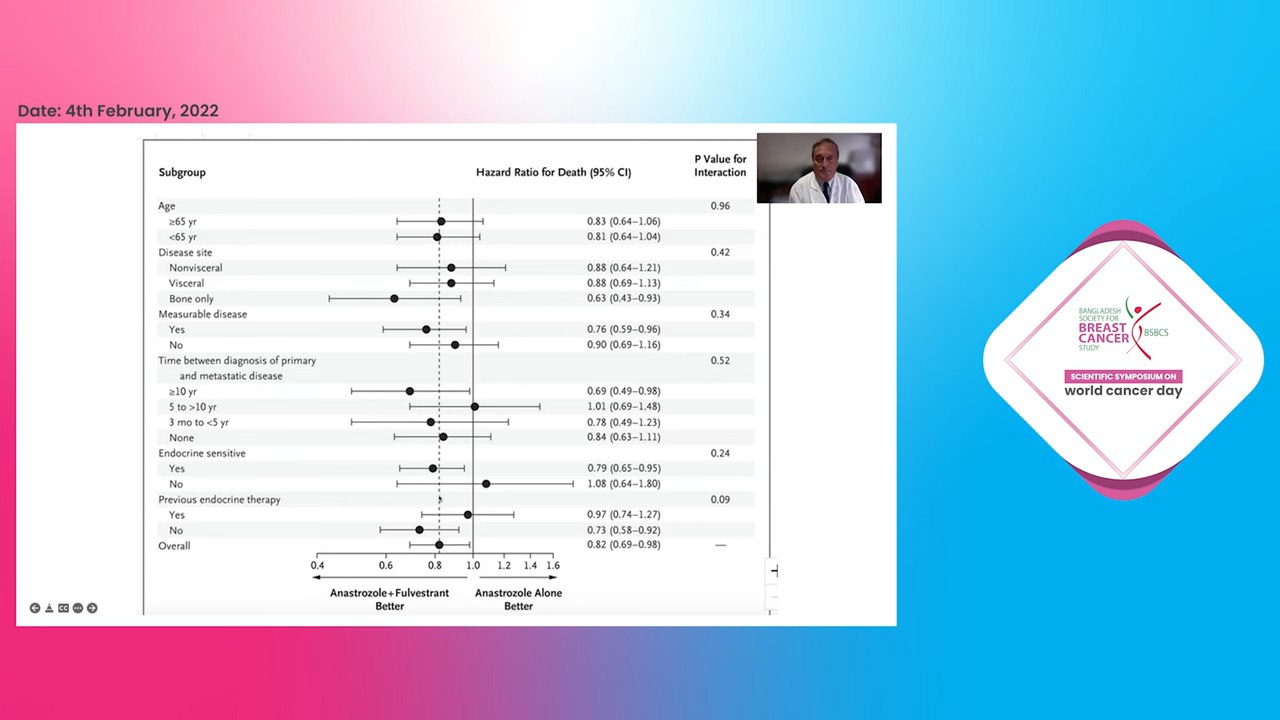 Date: 4th February, 2022
Subgroup Hazard Ratio for Death (95% CI) P Value for Interaction
Age 0.96
≥65 yr 0.83 (0.64–1.06)
<65 yr 0.81 (0.64–1.04)
Disease site 0.42
Nonvisceral 0.88 (0.64–1.21)
Visceral 0.88 (0.69–1.13)
Bone only 0.63 (0.43–0.93)
Measurable disease 0.34
Yes 0.76 (0.59–0.96)
No 0.90 (0.69–1.16)
Time between diagnosis of primary 0.52
and metastatic disease
≥10 yr 0.69 (0.49–0.98)
5 to >10 yr 1.01 (0.69–1.48)
3 mo to <5 yr 0.78 (0.49–1.23)
None 0.84 (0.63–1.11)
Endocrine sensitive 0.24
Yes 0.79 (0.65–0.95)
No 1.08 (0.64–1.80)
Previous endocrine therapy 0.09
Yes 0.97 (0.74–1.27)
No 0.73 (0.58–0.92)
Overall 0.82 (0.69–0.98) —
0.4 0.6 0.8 1.0 1.2 1.4 1.6
Anastrozole+Fulvestrant
Better
Anastrozole Alone
Better
BANGLADESH
SOCIETY FOR
BREAST
CANCER
STUDY
BSBCS
SCIENTIFIC SYMPOSIUM ON
world cancer day